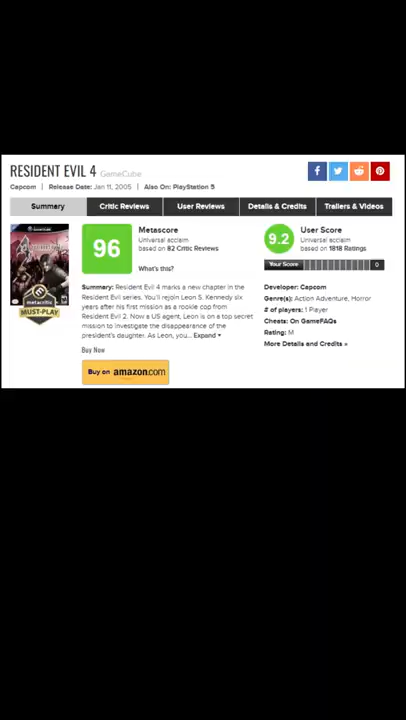 RESIDENT EVIL 4 GameCube
Capcom | Release Date: Jan 11, 2005 | Also On: PlayStation 5
Summary Critic Reviews User Reviews Details & Credits Trailers & Videos
metacritic
MUST-PLAY
96
Metascore
Universal acclaim
based on 82 Critic Reviews
What's this?
Summary: Resident Evil 4 marks a new chapter in the
Resident Evil series. You'll rejoin Leon S. Kennedy six
years after his first mission as a rookie cop from
Resident Evil 2. Now a US agent, Leon is on a top secret
mission to investigate the disappearance of the
president's daughter. As Leon, you... Expand
Buy Now
Buy on amazon.com
9.2
User Score
Universal acclaim
based on 1818 Ratings
Your Score 0
Developer: Capcom
Genre(s): Action Adventure, Horror
# of players: 1 Player
Cheats: On GameFAQs
Rating: M
More Details and Credits »